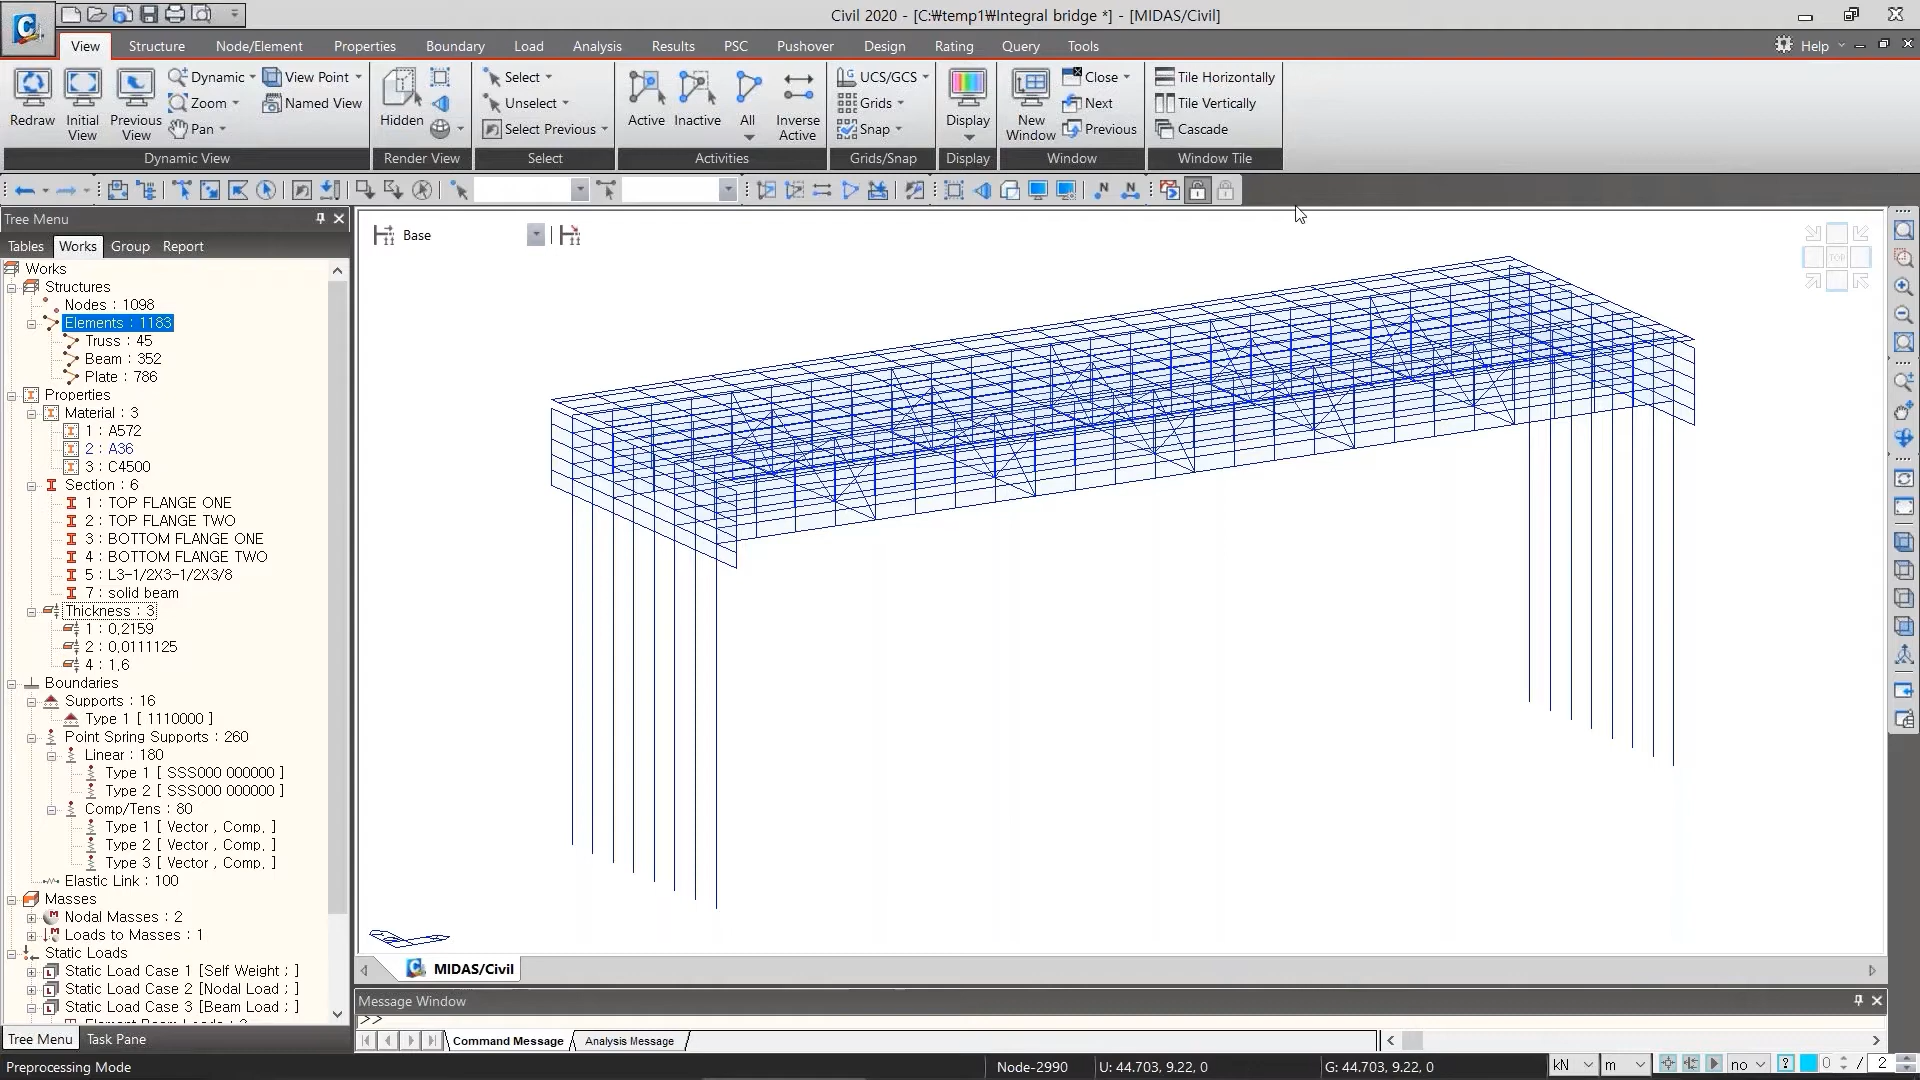 Civil 2020 - [C:₩temp1₩Integral bridge *] - [MIDAS/Civil]
View Structure Node/Element Properties Boundary Load Analysis Results PSC Pushover Design Rating Query Tools Help
Redraw
Initial View
Previous View
Dynamic
Zoom
Pan
View Point
Named View
Dynamic View
Hidden
Render View
Select
Unselect
Select Previous
Select
Active
Inactive
All
Inverse Active
Activities
UCS/GCS
Grids
Snap
Grids/Snap
Display
Display
New Window
Close
Next
Previous
Window
Tile Horizontally
Tile Vertically
Cascade
Window Tile
Tree Menu
Tables Works Group Report
Works
Structures
Nodes : 1098
Elements : 1183
Truss : 45
Beam : 352
Plate : 786
Properties
Material : 3
1 : A572
2 : A36
3 : C4500
Section : 6
1 : TOP FLANGE ONE
2 : TOP FLANGE TWO
3 : BOTTOM FLANGE ONE
4 : BOTTOM FLANGE TWO
5 : L3-1/2X3-1/2X3/8
7 : solid beam
Thickness : 3
1 : 0,2159
2 : 0,0111125
4 : 1,6
Boundaries
Supports : 16
Type 1 [ 1110000 ]
Point Spring Supports : 260
Linear : 180
Type 1 [ SSS000 000000 ]
Type 2 [ SSS000 000000 ]
Comp/Tens : 80
Type 1 [ Vector , Comp, ]
Type 2 [ Vector , Comp, ]
Type 3 [ Vector , Comp, ]
Elastic Link : 100
Masses
Nodal Masses : 2
Loads to Masses : 1
Static Loads
Static Load Case 1 [Self Weight ; ]
Static Load Case 2 [Nodal Load ; ]
Static Load Case 3 [Beam Load ; ]
Tree Menu Task Pane
Base
TOP
MIDAS/Civil
Message Window
>>
Command Message Analysis Message
Preprocessing Mode
Node-2990
U: 44.703, 9.22, 0
G: 44.703, 9.22, 0
kN m no 0 / 2